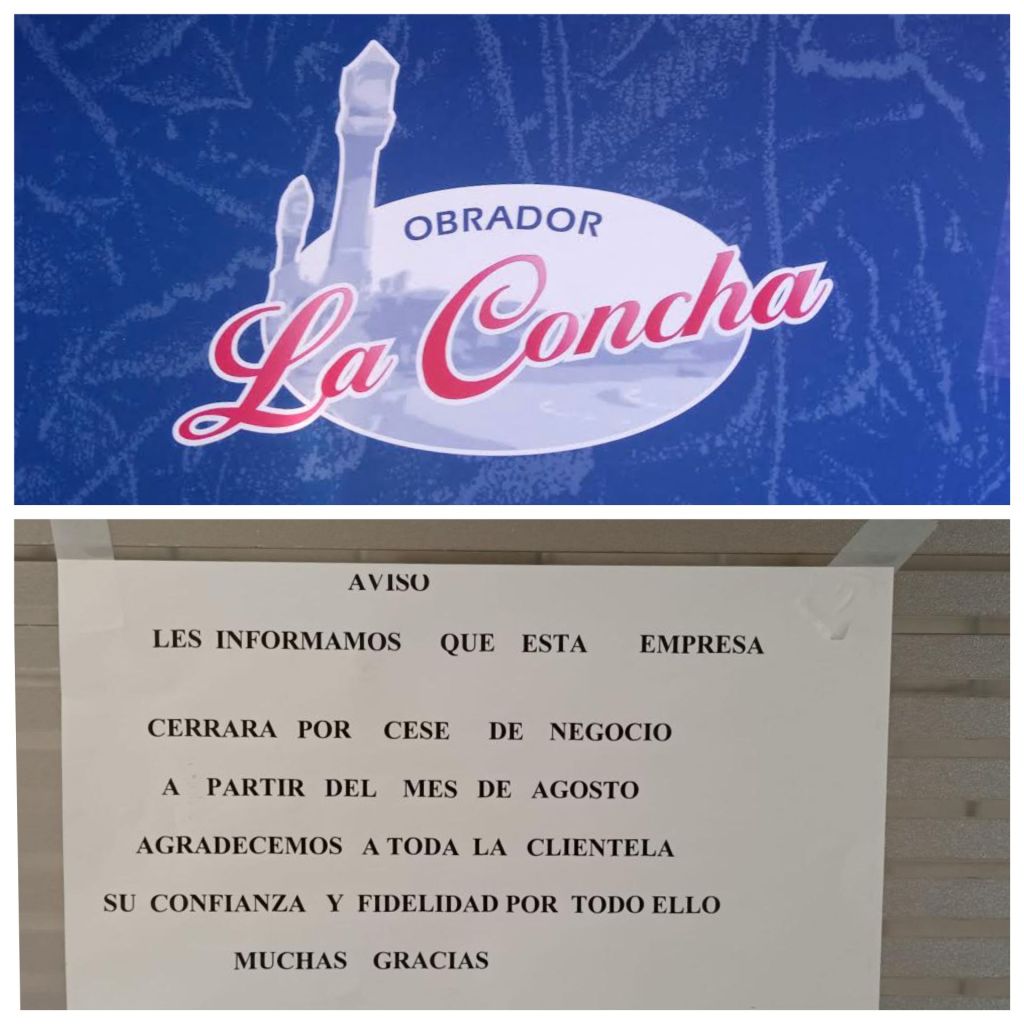 OBRADOR
La Concha
AVISO
LES INFORMAMOS QUE ESTA EMPRESA
CERRARA POR CESE DE NEGOCIO
A PARTIR DEL MES DE AGOSTO
AGRADECEMOS A TODA LA CLIENTELA
SU CONFIANZA Y FIDELIDAD POR TODO ELLO
MUCHAS GRACIAS